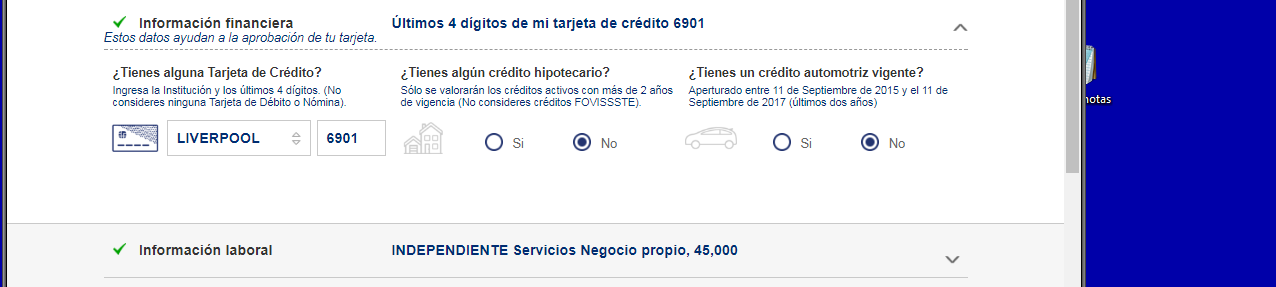 Información financiera
Últimos 4 dígitos de mi tarjeta de crédito 6901
Estos datos ayudan a la aprobación de tu tarjeta.
¿Tienes alguna Tarjeta de Crédito?
Ingresa la Institución y los últimos 4 dígitos. (No
consideres ninguna Tarjeta de Débito o Nómina).
LIVERPOOL
6901
¿Tienes algún crédito hipotecario?
Sólo se valorarán los créditos activos con más de 2 años
de vigencia (No consideres créditos FOVISSSTE).
Si
No
¿Tienes un crédito automotriz vigente?
Aperturado entre 11 de Septiembre de 2015 y el 11 de
Septiembre de 2017 (últimos dos años)
Si
No
Información laboral
INDEPENDIENTE Servicios Negocio propio, 45,000
notas